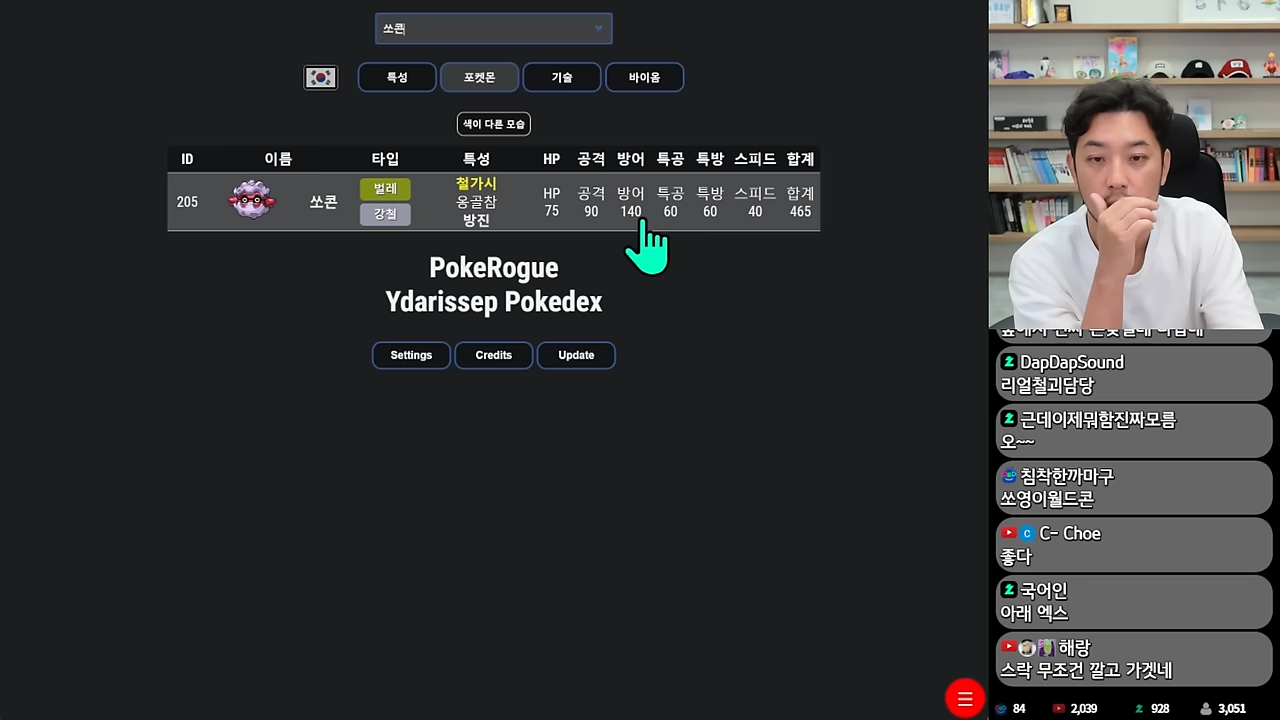 쏘콘
특성 포켓몬 기술 바이옴
색이 다른 모습
ID 이름 타입 특성 HP 공격 방어 특공 특방 스피드 합계
205 쏘콘 벌레 강철 철가시 옹골참 방진 HP 75 공격 90 방어 140 특공 60 특방 60 스피드 40 합계 465
PokeRogue
Ydarissep Pokedex
Settings Credits Update
DapDapSound
리얼철괴담당
근데이제뭐함진짜모름
오~~
침착한까마구
쏘영이월드콘
C- Choe
좋다
국어인
아래 엑스
해랑
스락 무조건 깔고 가겟네
84 2,039 928 3,051